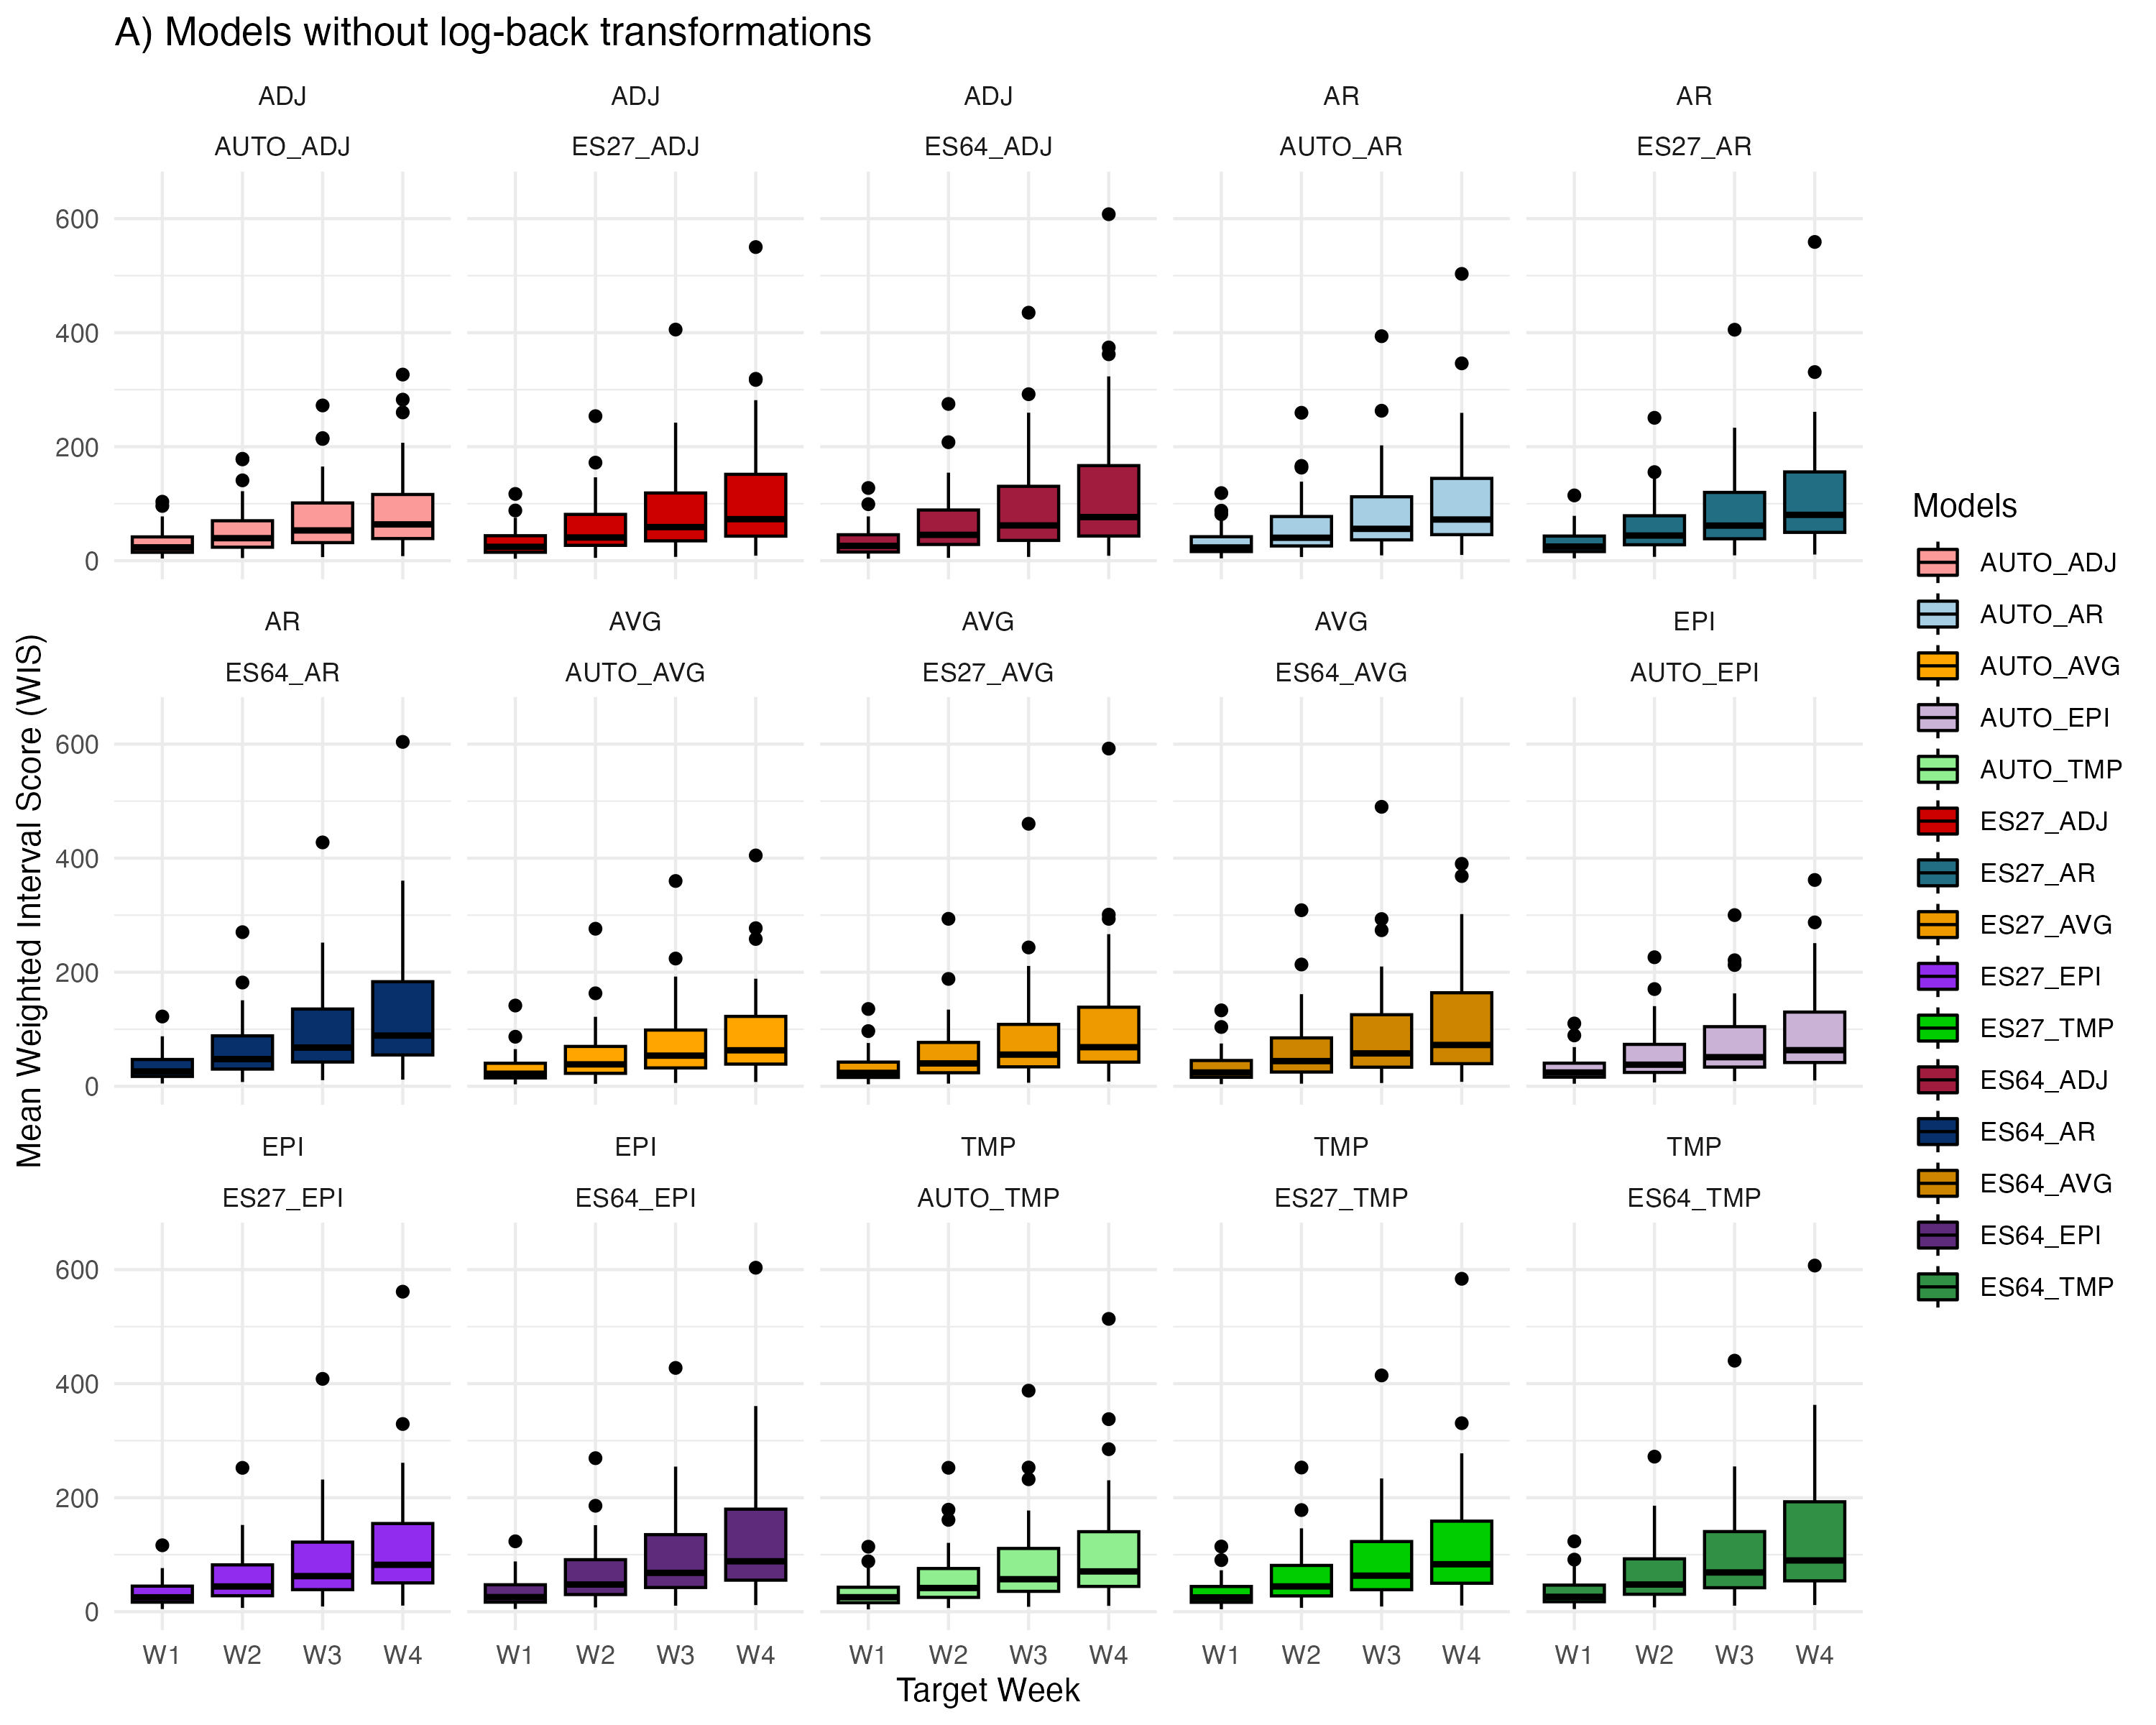 A) Models without log-back transformations
ADJ ADJ ADJ AR AR
AUTO_ADJ ES27_ADJ ES64_ADJ AUTO_AR ES27_AR
600
400
200
0
AR AVG AVG AVG EPI
ES64_AR AUTO_AVG ES27_AVG ES64_AVG AUTO_EPI
600
400
200
0
EPI EPI TMP TMP TMP
ES27_EPI ES64_EPI AUTO_TMP ES27_TMP ES64_TMP
600
400
200
0
W1 W2 W3 W4 W1 W2 W3 W4 W1 W2 W3 W4 W1 W2 W3 W4 W1 W2 W3 W4
Target Week
Mean Weighted Interval Score (WIS)
Models
AUTO_ADJ
AUTO_AR
AUTO_AVG
AUTO_EPI
AUTO_TMP
ES27_ADJ
ES27_AR
ES27_AVG
ES27_EPI
ES27_TMP
ES64_ADJ
ES64_AR
ES64_AVG
ES64_EPI
ES64_TMP